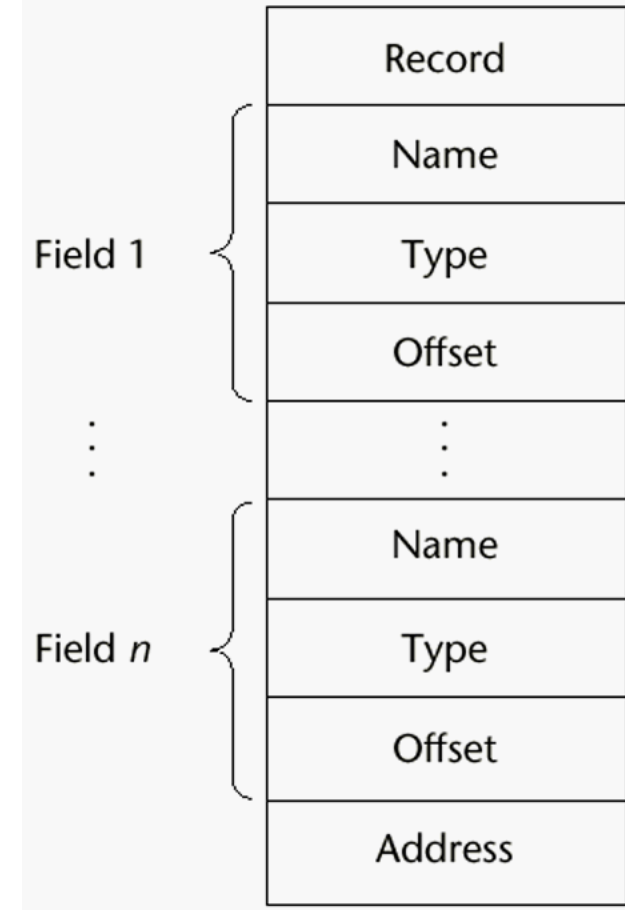 Record
Name
Field 1
Type
Offset
Name
Field n
Type
Offset
Address